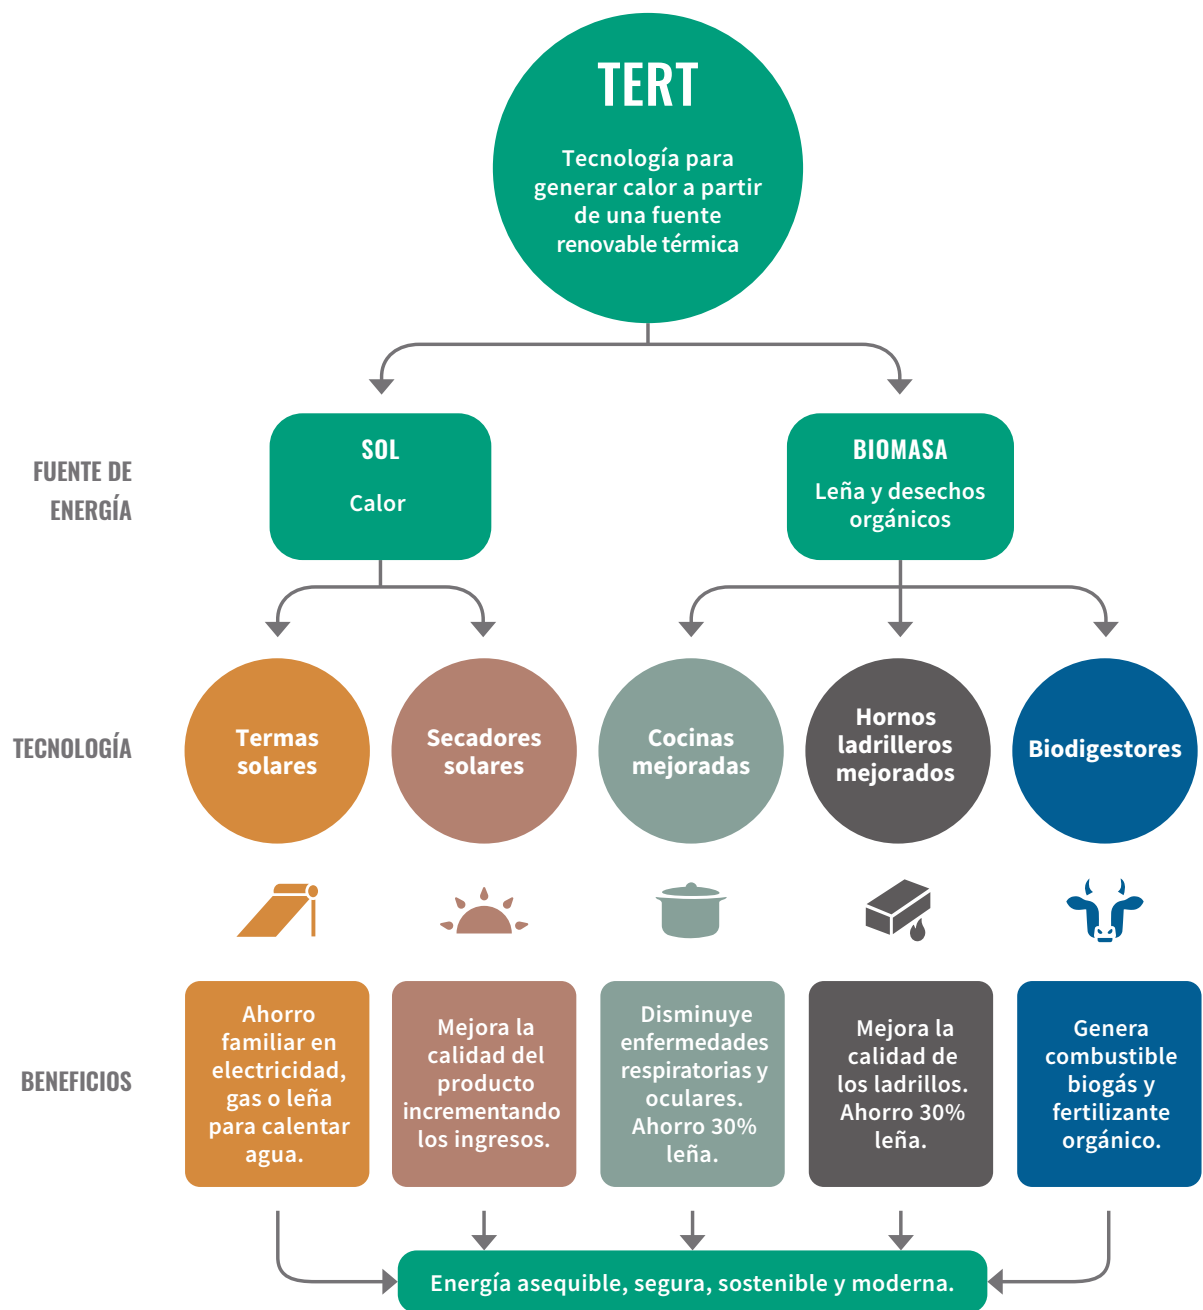 TERT
Tecnología para
generar calor a partir
de una fuente
renovable térmica
FUENTE DE
ENERGÍA
SOL
Calor
BIOMASA
Leña y desechos
orgánicos
TECNOLOGÍA
Termas
solares
Secadores
solares
Cocinas
mejoradas
Hornos
ladrilleros
mejorados
Biodigestores
BENEFICIOS
Ahorro
familiar en
electricidad,
gas o leña
para calentar
agua.
Mejora la
calidad del
producto
incrementando
los ingresos.
Disminuye
enfermedades
respiratorias y
oculares.
Ahorro 30%
leña.
Mejora la
calidad de
los ladrillos.
Ahorro 30%
leña.
Genera
combustible
biogás y
fertilizante
orgánico.
Energía asequible, segura, sostenible y moderna.